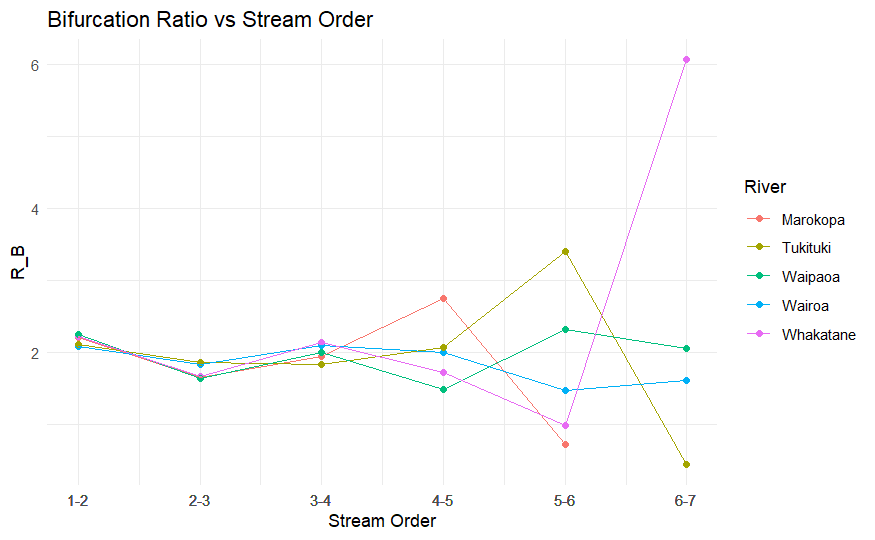 Bifurcation Ratio vs Stream Order
R_B
6
4
2
1-2 2-3 3-4 4-5 5-6 6-7
Stream Order
River
Marokopa
Tukituki
Waipaoa
Wairoa
Whakatane